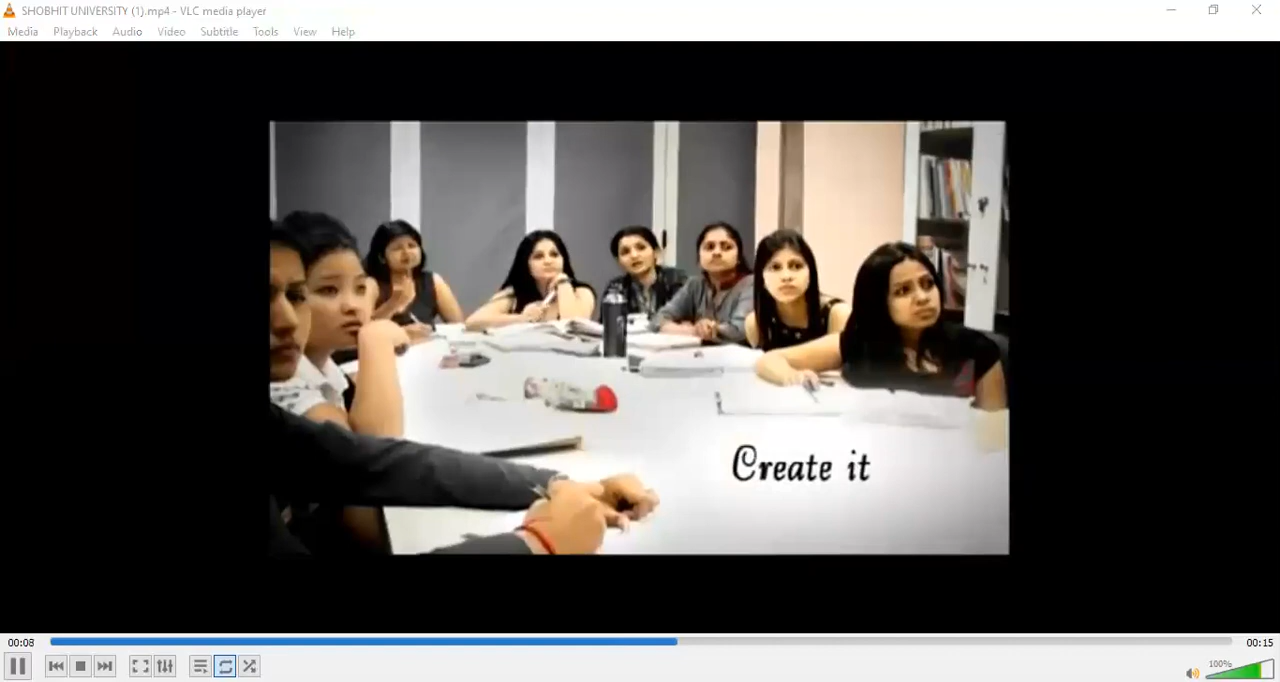 SHOBHIT UNIVERSITY (1).mp4 - VLC media player
Media Playback Audio Video Subtitle Tools View Help
Create it
00:08
00:15
100%